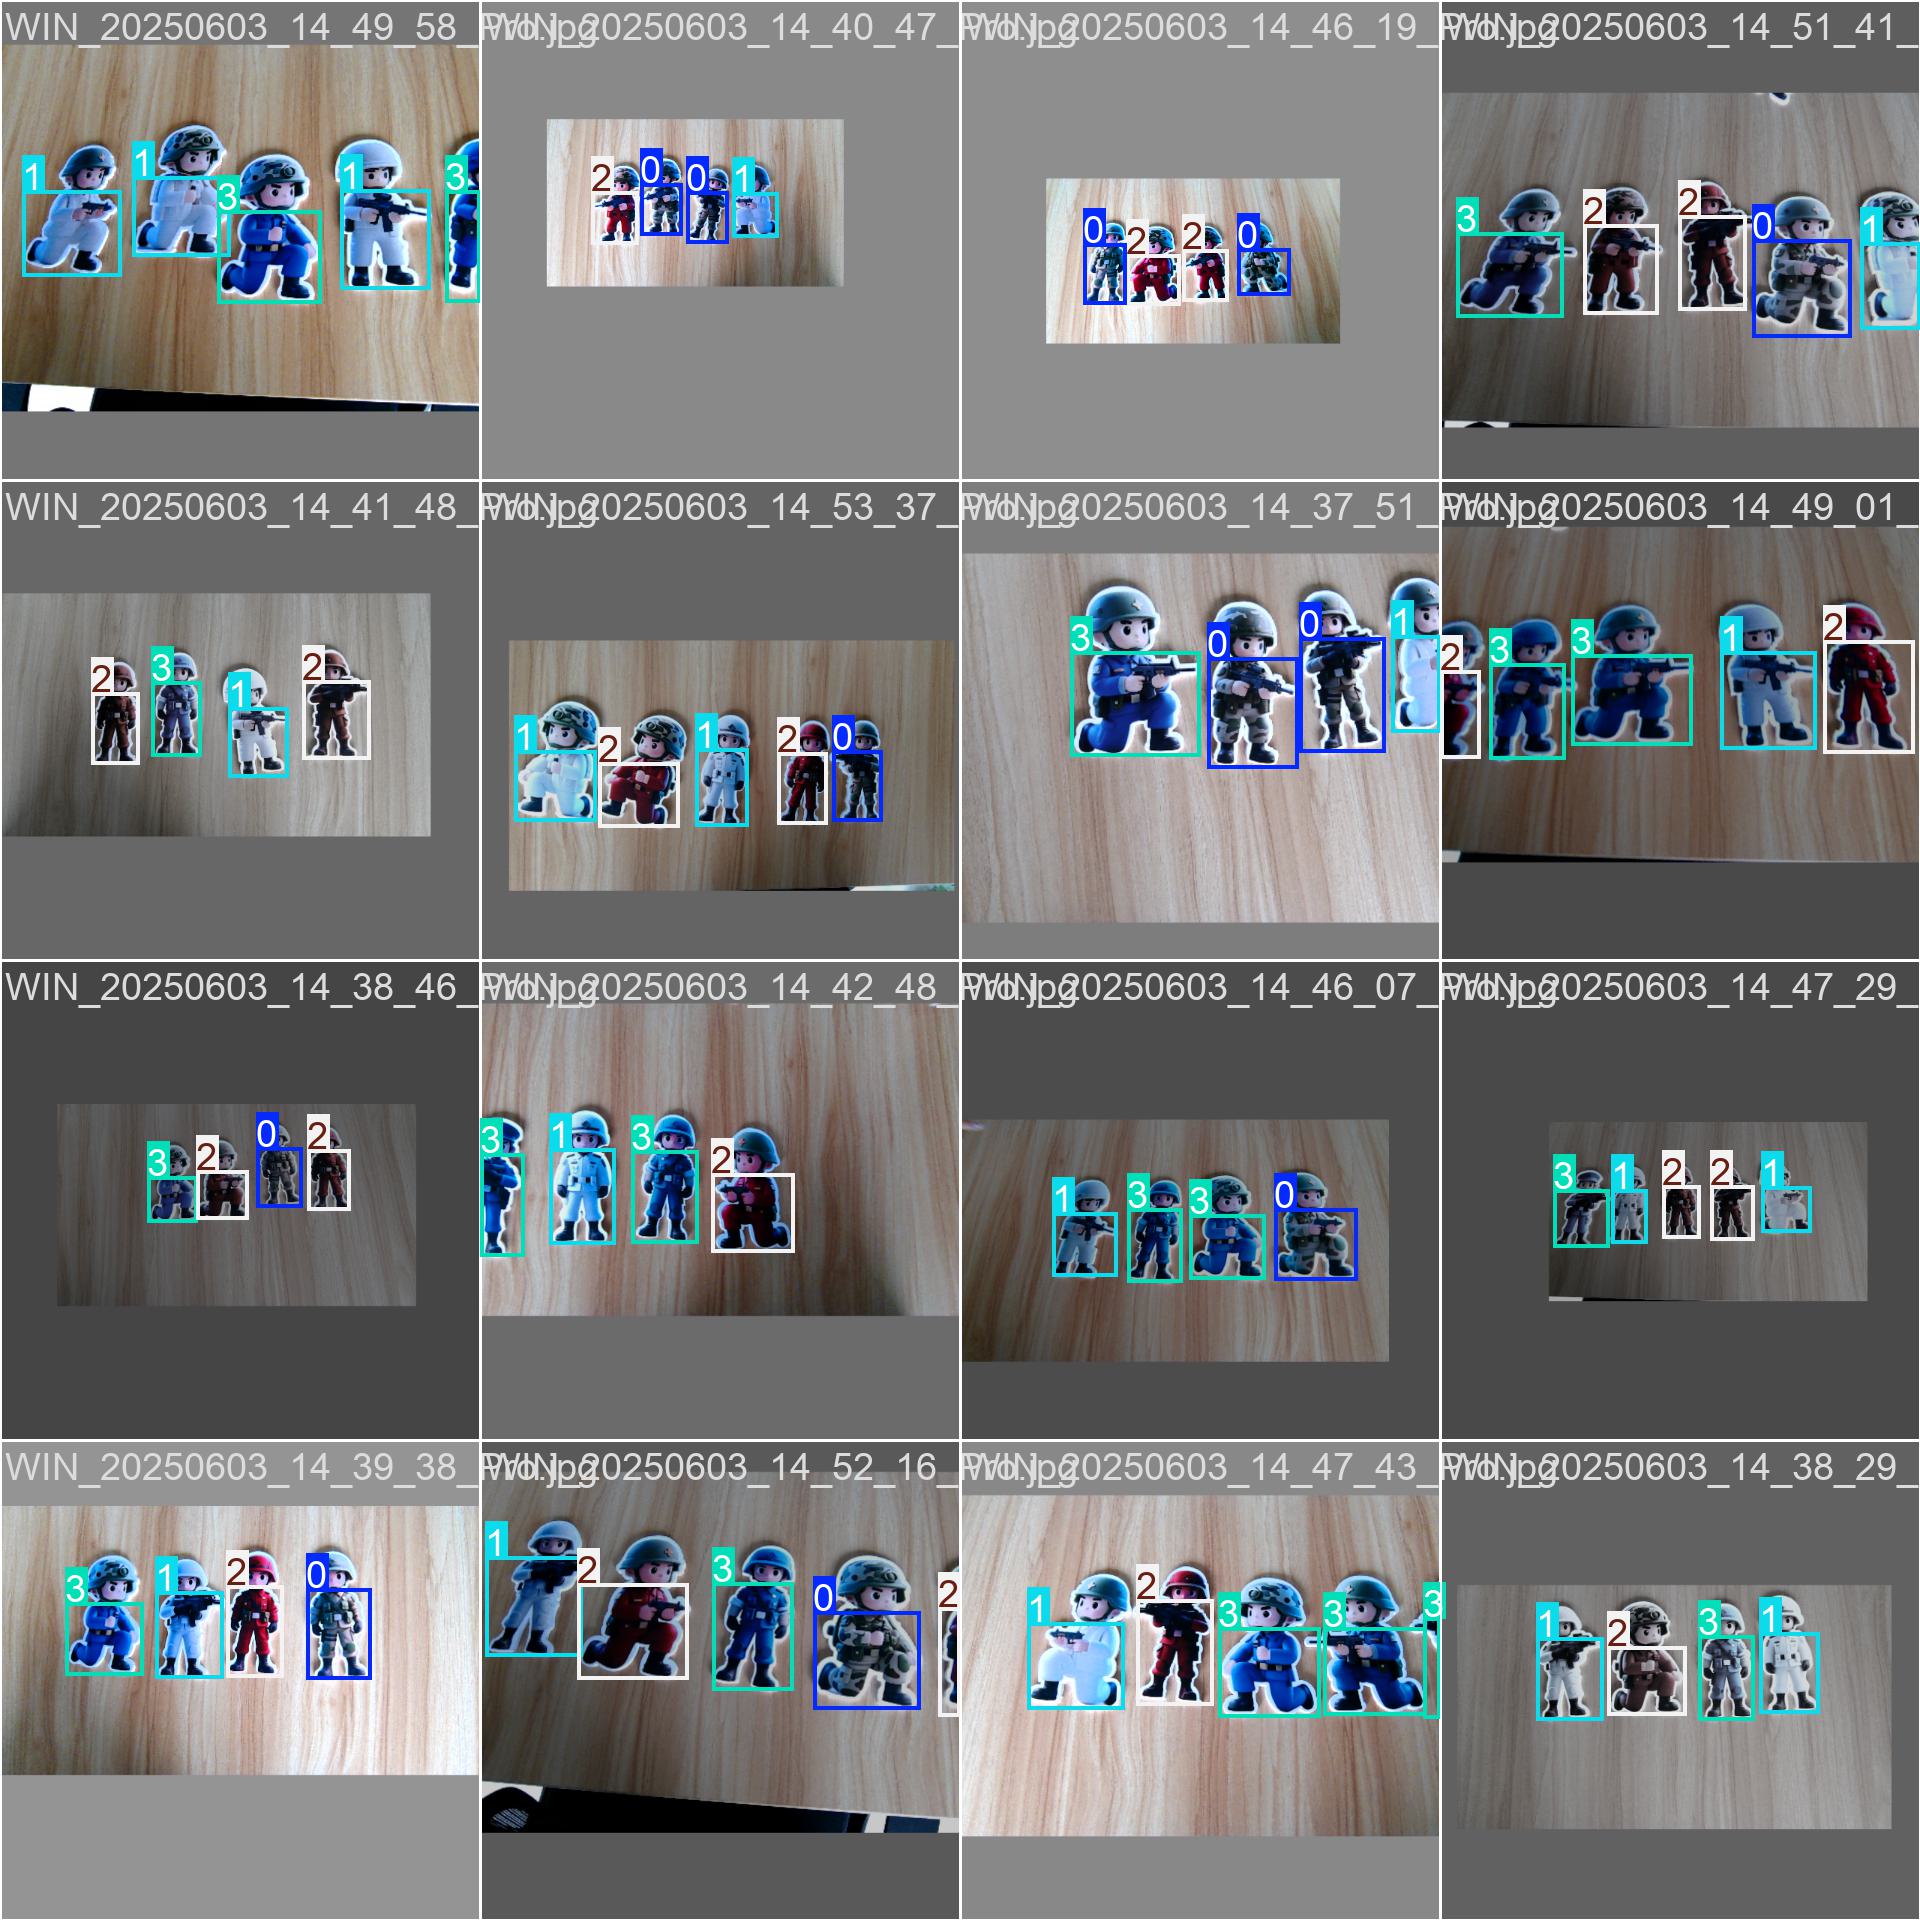 WIN_20250603_14_49_58_Pro.jpg
WIN_20250603_14_40_47_Pro.jpg
WIN_20250603_14_46_19_Pro.jpg
WIN_20250603_14_51_41_
1 1 3 1 3
2 0 0 1
0 2 2 0
3 2 2 0 1
WIN_20250603_14_41_48_Pro.jpg
WIN_20250603_14_53_37_Pro.jpg
WIN_20250603_14_37_51_Pro.jpg
WIN_20250603_14_49_01_
2 3 1 2
1 2 1 2 0
3 0 0 1
2 3 3 1 2
WIN_20250603_14_38_46_Pro.jpg
WIN_20250603_14_42_48_Pro.jpg
WIN_20250603_14_46_07_Pro.jpg
WIN_20250603_14_47_29_
3 2 0 2
3 1 3 2
1 3 3 0
3 1 2 2 1
WIN_20250603_14_39_38_Pro.jpg
WIN_20250603_14_52_16_Pro.jpg
WIN_20250603_14_47_43_Pro.jpg
WIN_20250603_14_38_29_
3 1 2 0
1 2 3 0 2
1 2 3 3 3
1 2 3 1